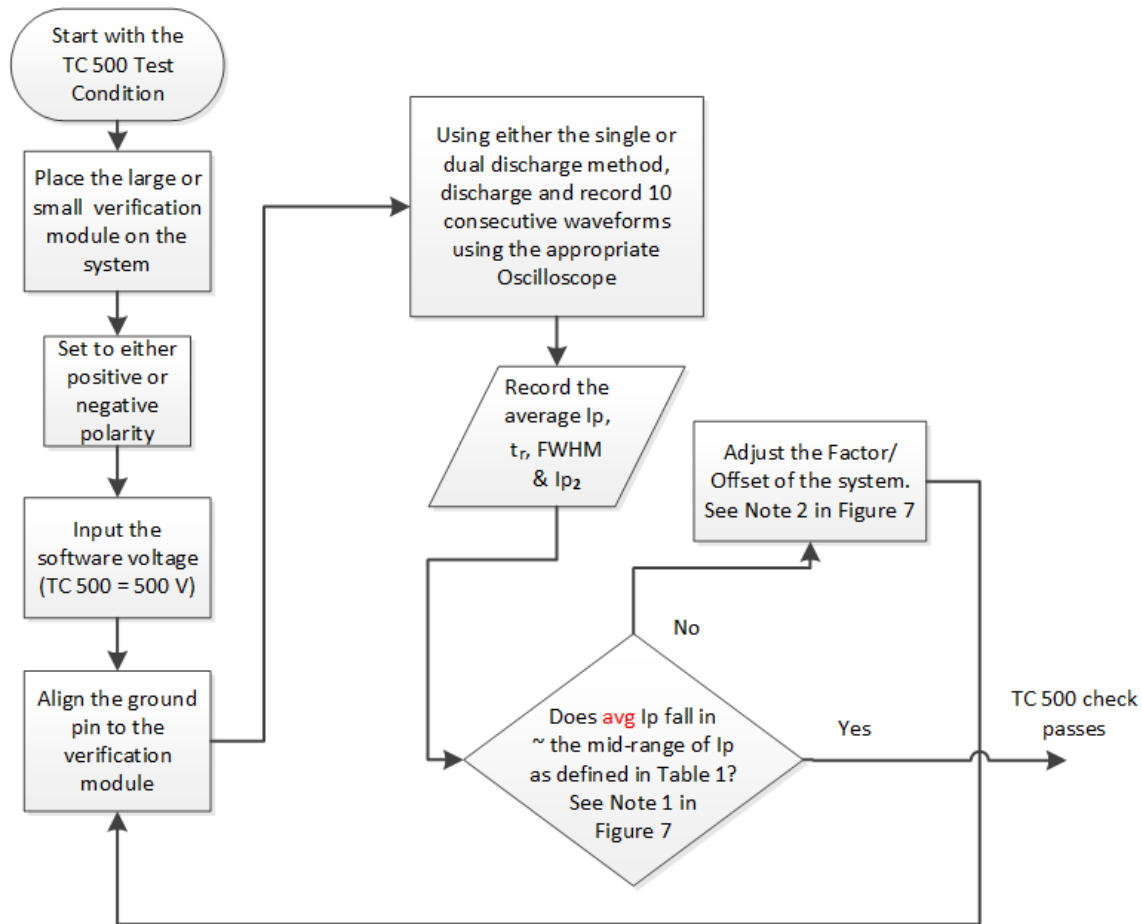 Start with the
TC 500 Test
Condition
Place the large or
small verification
module on the
system
Set to either
positive or
negative
polarity
Input the
software voltage
(TC 500 = 500 V)
Align the ground
pin to the
verification
module
Using either the single or
dual discharge method,
discharge and record 10
consecutive waveforms
using the appropriate
Oscilloscope
Record the
average Ip,
tr, FWHM
& Ip2
Does avg Ip fall in
~ the mid-range of Ip
as defined in Table 1?
See Note 1 in
Figure 7
No
Adjust the Factor/
Offset of the system.
See Note 2 in Figure 7
Yes
TC 500 check
passes